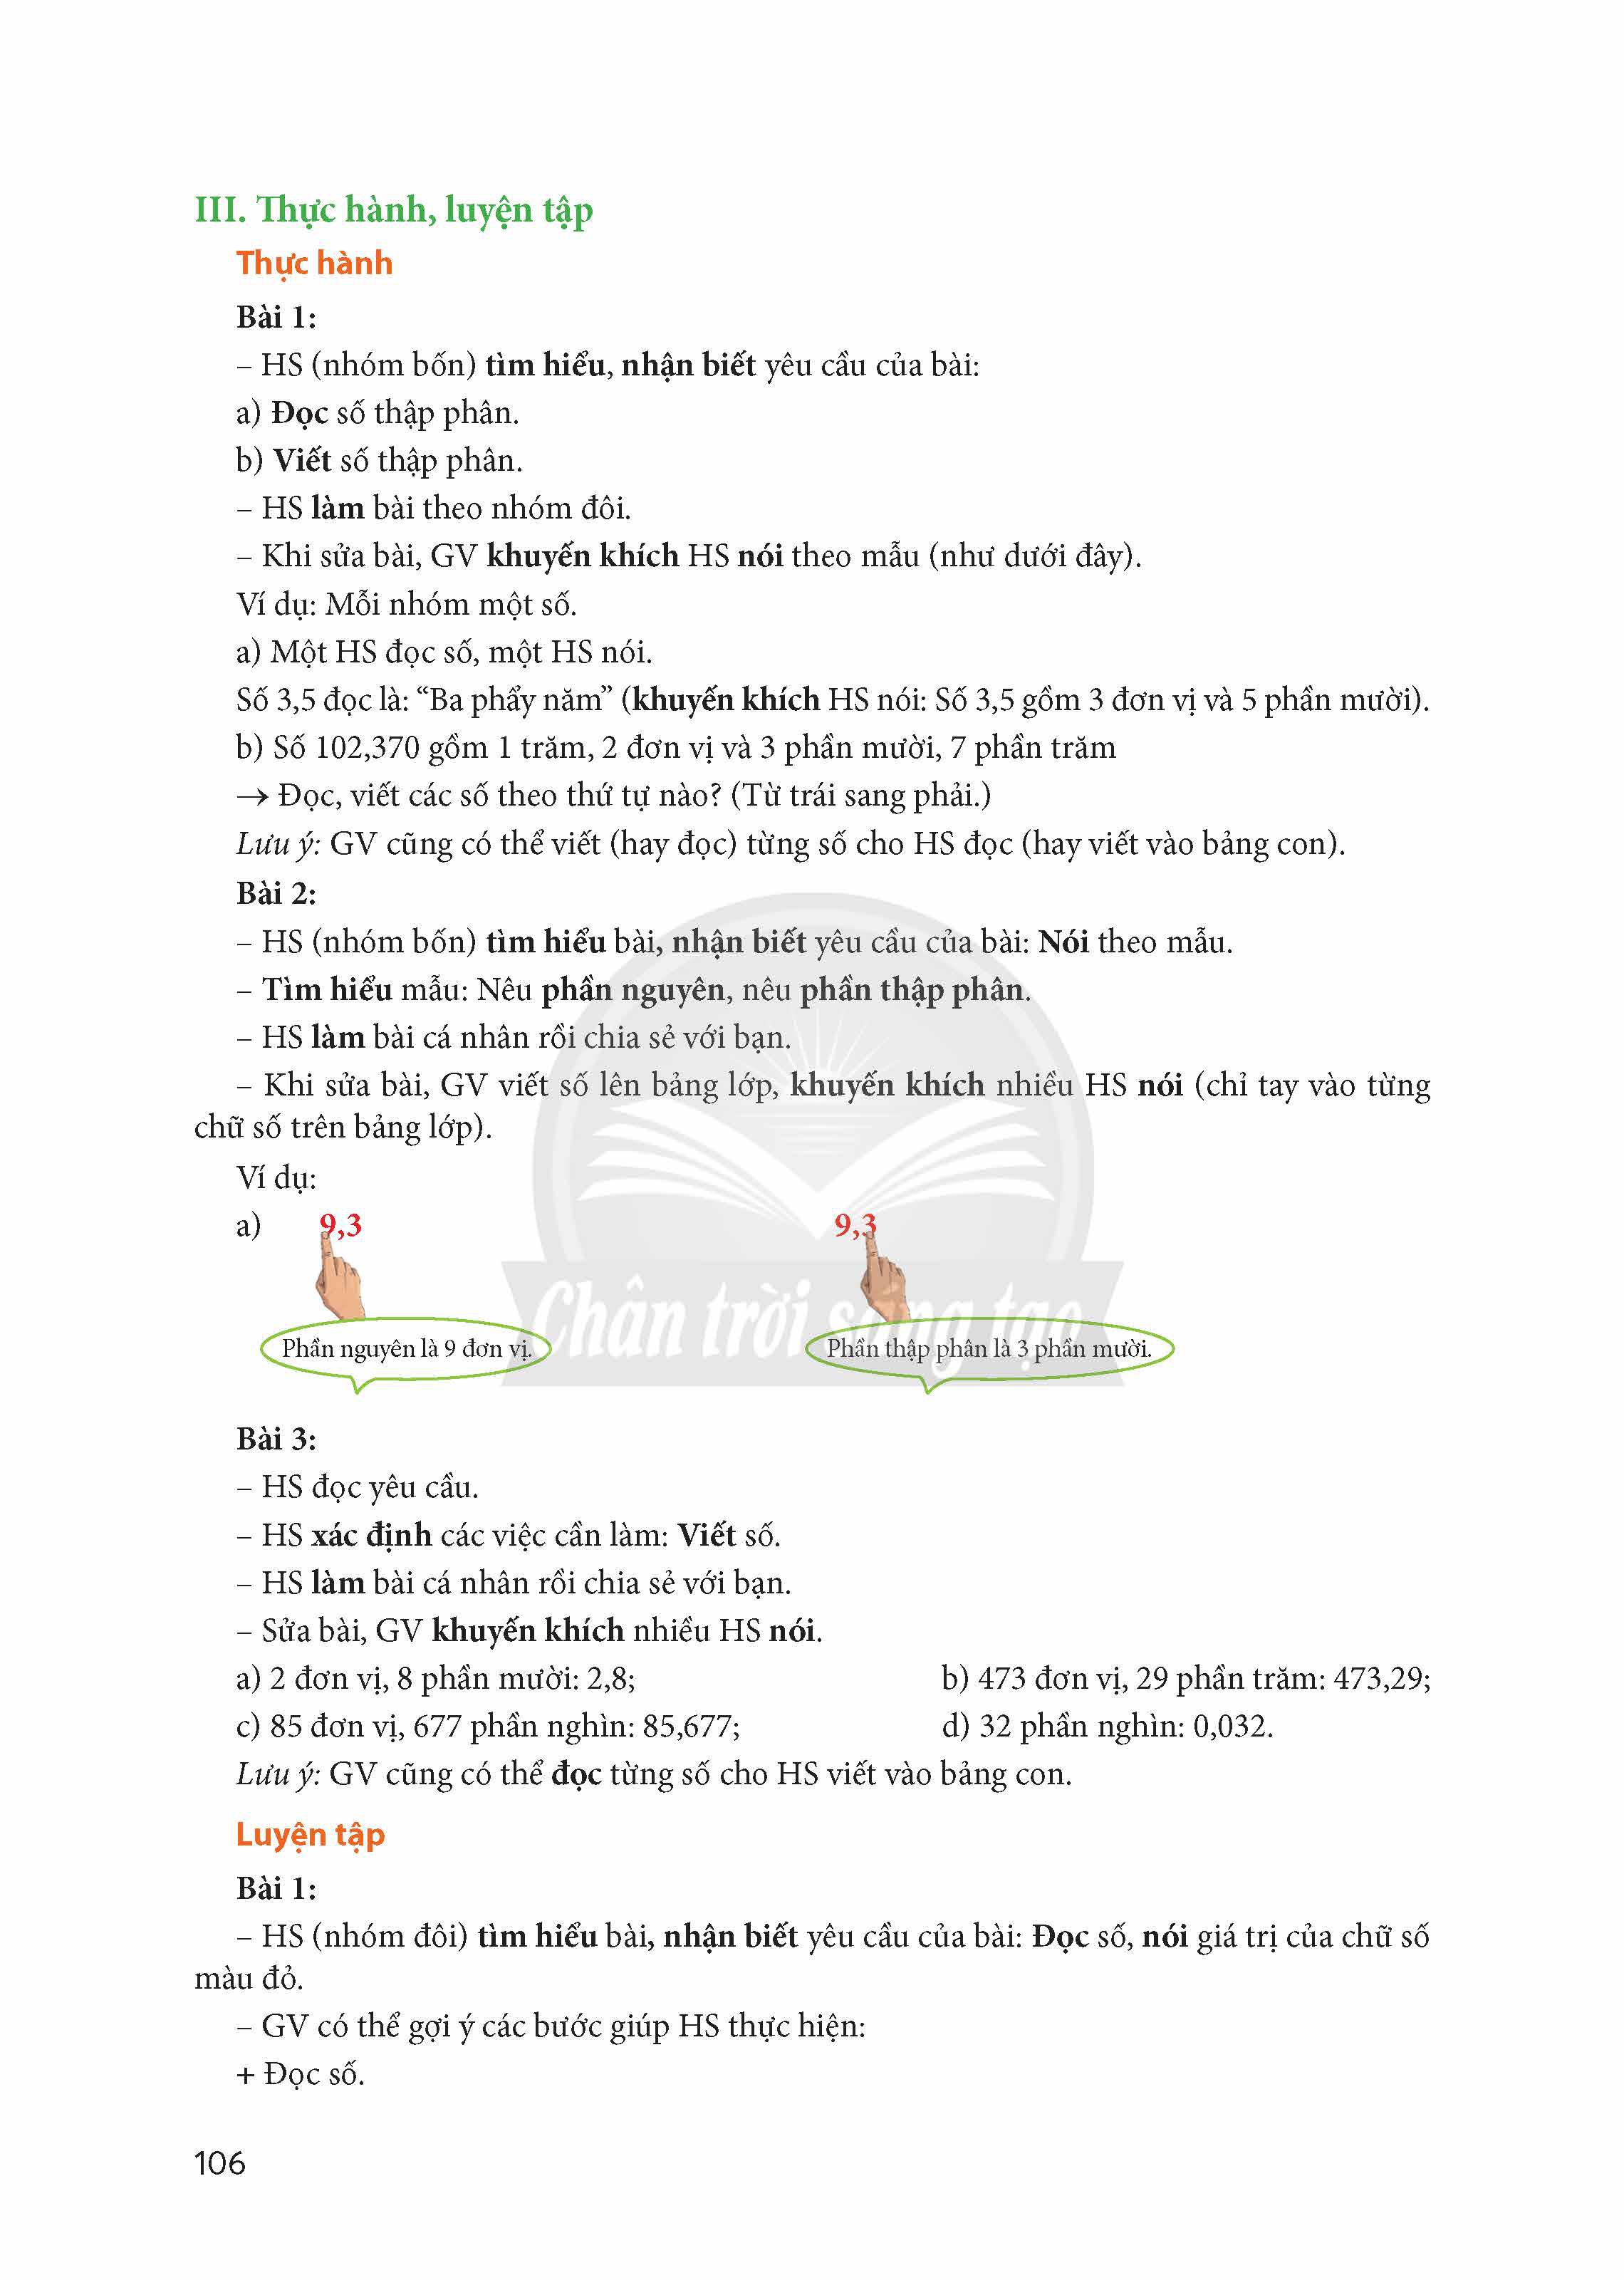 III. Thực hành, luyện tập
Thực hành
Bài 1:
– HS (nhóm bốn) tìm hiểu, nhận biết yêu cầu của bài:
a) Đọc số thập phân.
b) Viết số thập phân.
– HS làm bài theo nhóm đôi.
– Khi sửa bài, GV khuyến khích HS nói theo mẫu (như dưới đây).
Ví dụ: Mỗi nhóm một số.
a) Một HS đọc số, một HS nói.
Số 3,5 đọc là: “Ba phẩy năm” (khuyến khích HS nói: Số 3,5 gồm 3 đơn vị và 5 phần mười).
b) Số 102,370 gồm 1 trăm, 2 đơn vị và 3 phần mười, 7 phần trăm
→ Đọc, viết các số theo thứ tự nào? (Từ trái sang phải.)
Lưu ý: GV cũng có thể viết (hay đọc) từng số cho HS đọc (hay viết vào bảng con).
Bài 2:
– HS (nhóm bốn) tìm hiểu bài, nhận biết yêu cầu của bài: Nói theo mẫu.
– Tìm hiểu mẫu: Nêu phần nguyên, nêu phần thập phân.
– HS làm bài cá nhân rồi chia sẻ với bạn.
– Khi sửa bài, GV viết số lên bảng lớp, khuyến khích nhiều HS nói (chỉ tay vào từng
chữ số trên bảng lớp).
Ví dụ:
a) 9,3 9,3
Chân trời sáng tạo
Phần nguyên là 9 đơn vị. Phần thập phân là 3 phần mười.
Bài 3:
– HS đọc yêu cầu.
– HS xác định các việc cần làm: Viết số.
– HS làm bài cá nhân rồi chia sẻ với bạn.
– Sửa bài, GV khuyến khích nhiều HS nói.
a) 2 đơn vị, 8 phần mười: 2,8; b) 473 đơn vị, 29 phần trăm: 473,29;
c) 85 đơn vị, 677 phần nghìn: 85,677; d) 32 phần nghìn: 0,032.
Lưu ý: GV cũng có thể đọc từng số cho HS viết vào bảng con.
Luyện tập
Bài 1:
– HS (nhóm đôi) tìm hiểu bài, nhận biết yêu cầu của bài: Đọc số, nói giá trị của chữ số
màu đỏ.
– GV có thể gợi ý các bước giúp HS thực hiện:
+ Đọc số.
106